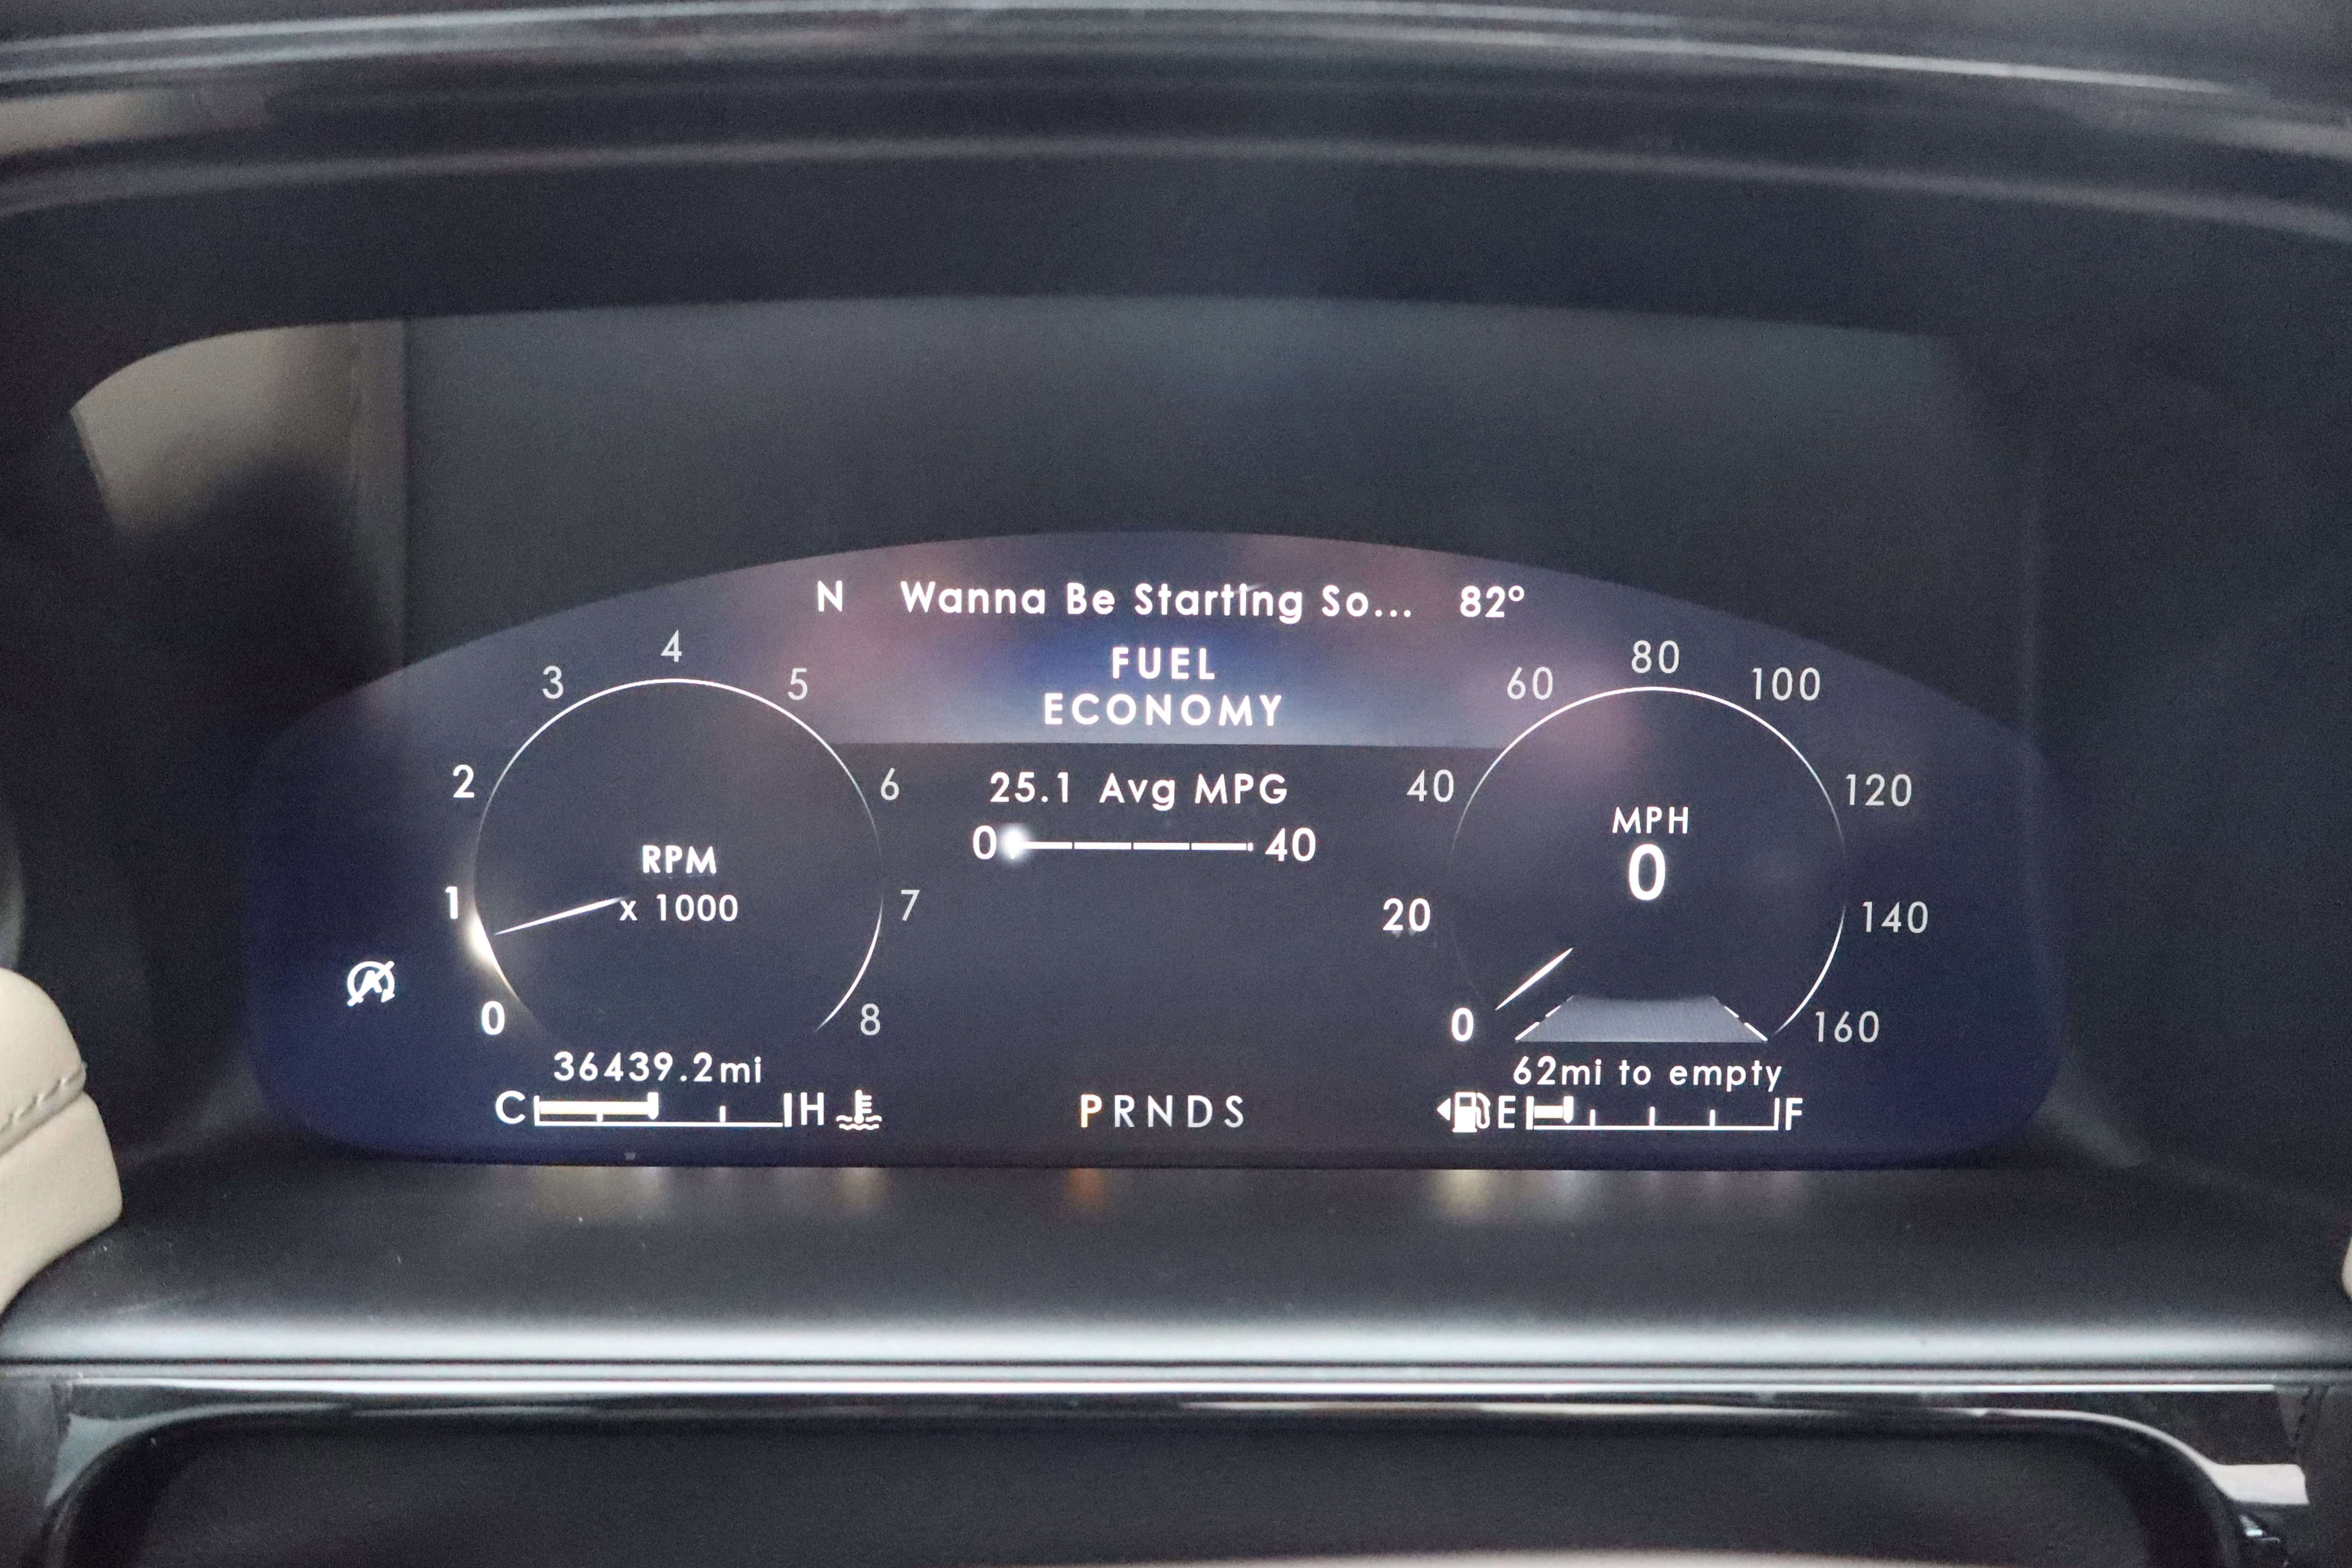 N Wanna Be Starting So... 82°
FUEL
ECONOMY
25.1 Avg MPG
0 40
0 1 2 3 4 5 6 7 8
RPM
x 1000
0 20 40 60 80 100 120 140 160
MPH
0
36439.2mi
62mi to empty
C H
PRNDS
E F